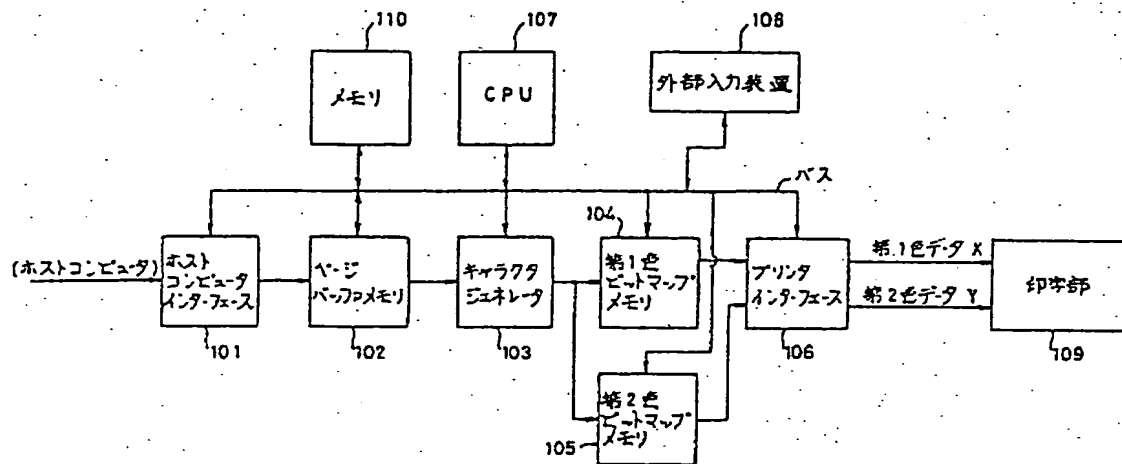 110
107
108
メモリ
CPU
外部入力装置
バス
104
(ホストコンピュータ)
ホスト
コンピュータ
インターフェース
ページ
バッファメモリ
キャラクタ
ジェネレータ
第1色
ビットマップ
メモリ
プリンタ
インターフェース
第1色データ X
第2色データ Y
印字部
101
102
103
106
109
第2色
ビットマップ
メモリ
105